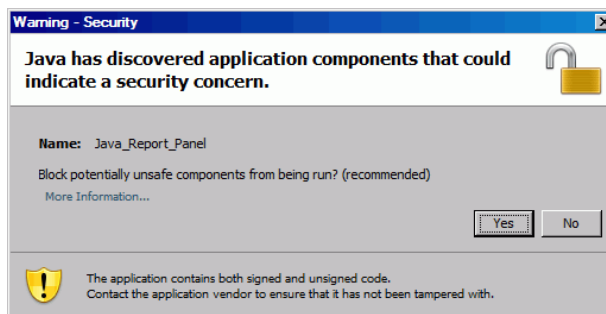 Warning - Security
Java has discovered application components that could
indicate a security concern.
Name: Java_Report_Panel
Block potentially unsafe components from being run? (recommended)
More Information...
Yes No
The application contains both signed and unsigned code.
Contact the application vendor to ensure that it has not been tampered with.